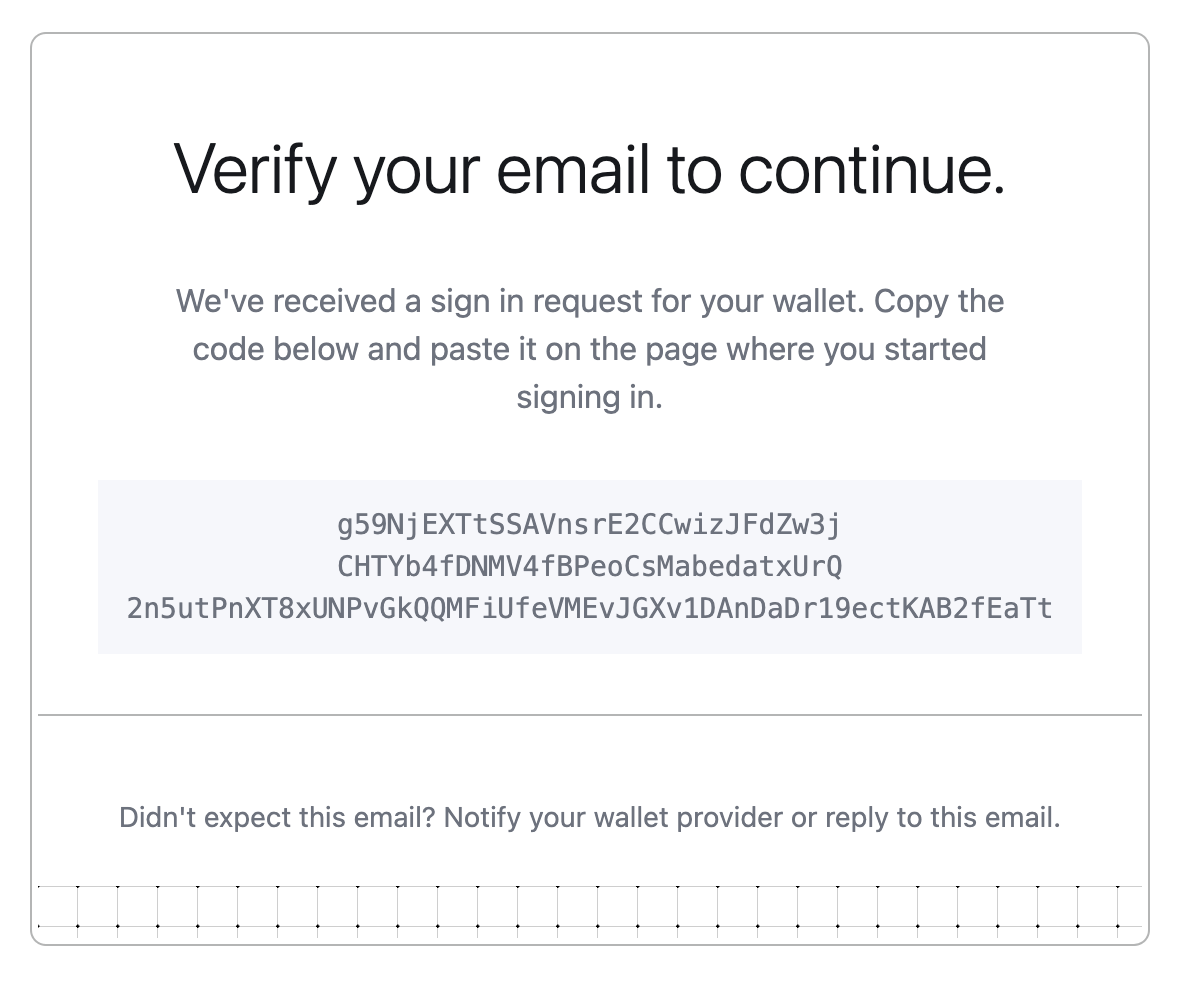 Verify your email to continue.
We've received a sign in request for your wallet. Copy the
code below and paste it on the page where you started
signing in.
g59NjEXTtSSAVnsrE2CCwizJFdZw3j
CHTYb4fDNMV4fBPeoCsMabedatxUrQ
2n5utPnXT8xUNPvGkQQMFiUfeVMEvJGXv1DAnDaDr19ectKAB2fEaTt
Didn't expect this email? Notify your wallet provider or reply to this email.